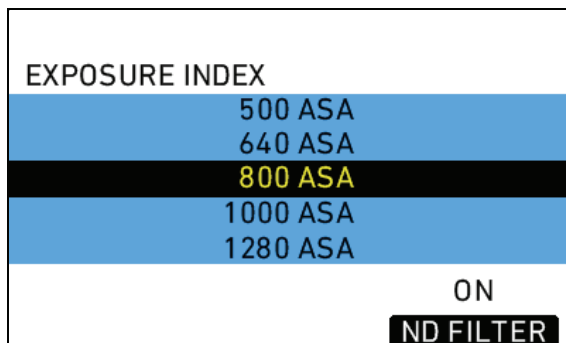 EXPOSURE INDEX
500 ASA
640 ASA
800 ASA
1000 ASA
1280 ASA
ON
ND FILTER